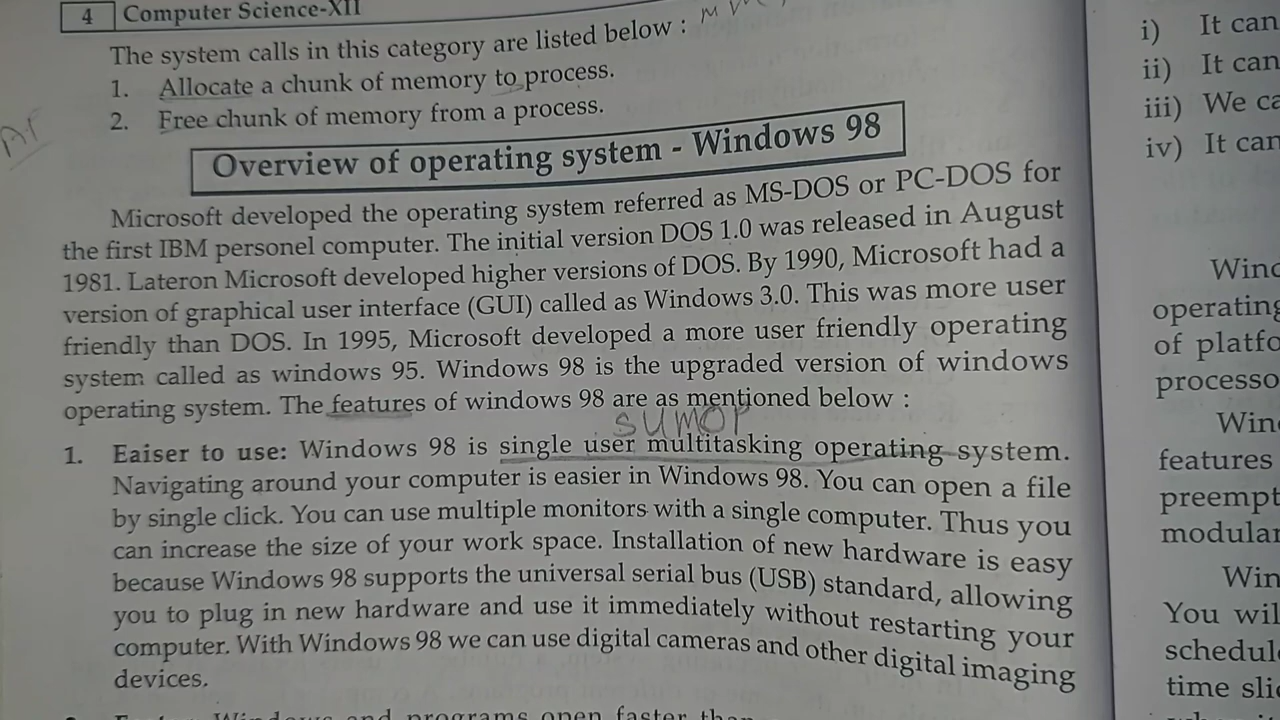 4 Computer Science-XII
The system calls in this category are listed below :
1. Allocate a chunk of memory to process.
2. Free chunk of memory from a process.
Overview of operating system - Windows 98
Microsoft developed the operating system referred as MS-DOS or PC-DOS for
the first IBM personel computer. The initial version DOS 1.0 was released in August
1981. Lateron Microsoft developed higher versions of DOS. By 1990, Microsoft had a
version of graphical user interface (GUI) called as Windows 3.0. This was more user
friendly than DOS. In 1995, Microsoft developed a more user friendly operating
system called as windows 95. Windows 98 is the upgraded version of windows
operating system. The features of windows 98 are as mentioned below :
SUMOP
1. Eaiser to use: Windows 98 is single user multitasking operating system.
Navigating around your computer is easier in Windows 98. You can open a file
by single click. You can use multiple monitors with a single computer. Thus you
can increase the size of your work space. Installation of new hardware is easy
because Windows 98 supports the universal serial bus (USB) standard, allowing
you to plug in new hardware and use it immediately without restarting your
computer. With Windows 98 we can use digital cameras and other digital imaging
devices.
and programs open faster than
i) It can
ii) It can
iii) We ca
iv) It can
Wind
operating
of platfo
processo
Win
features
preempt
modular
Win
You wil
schedul
time slic